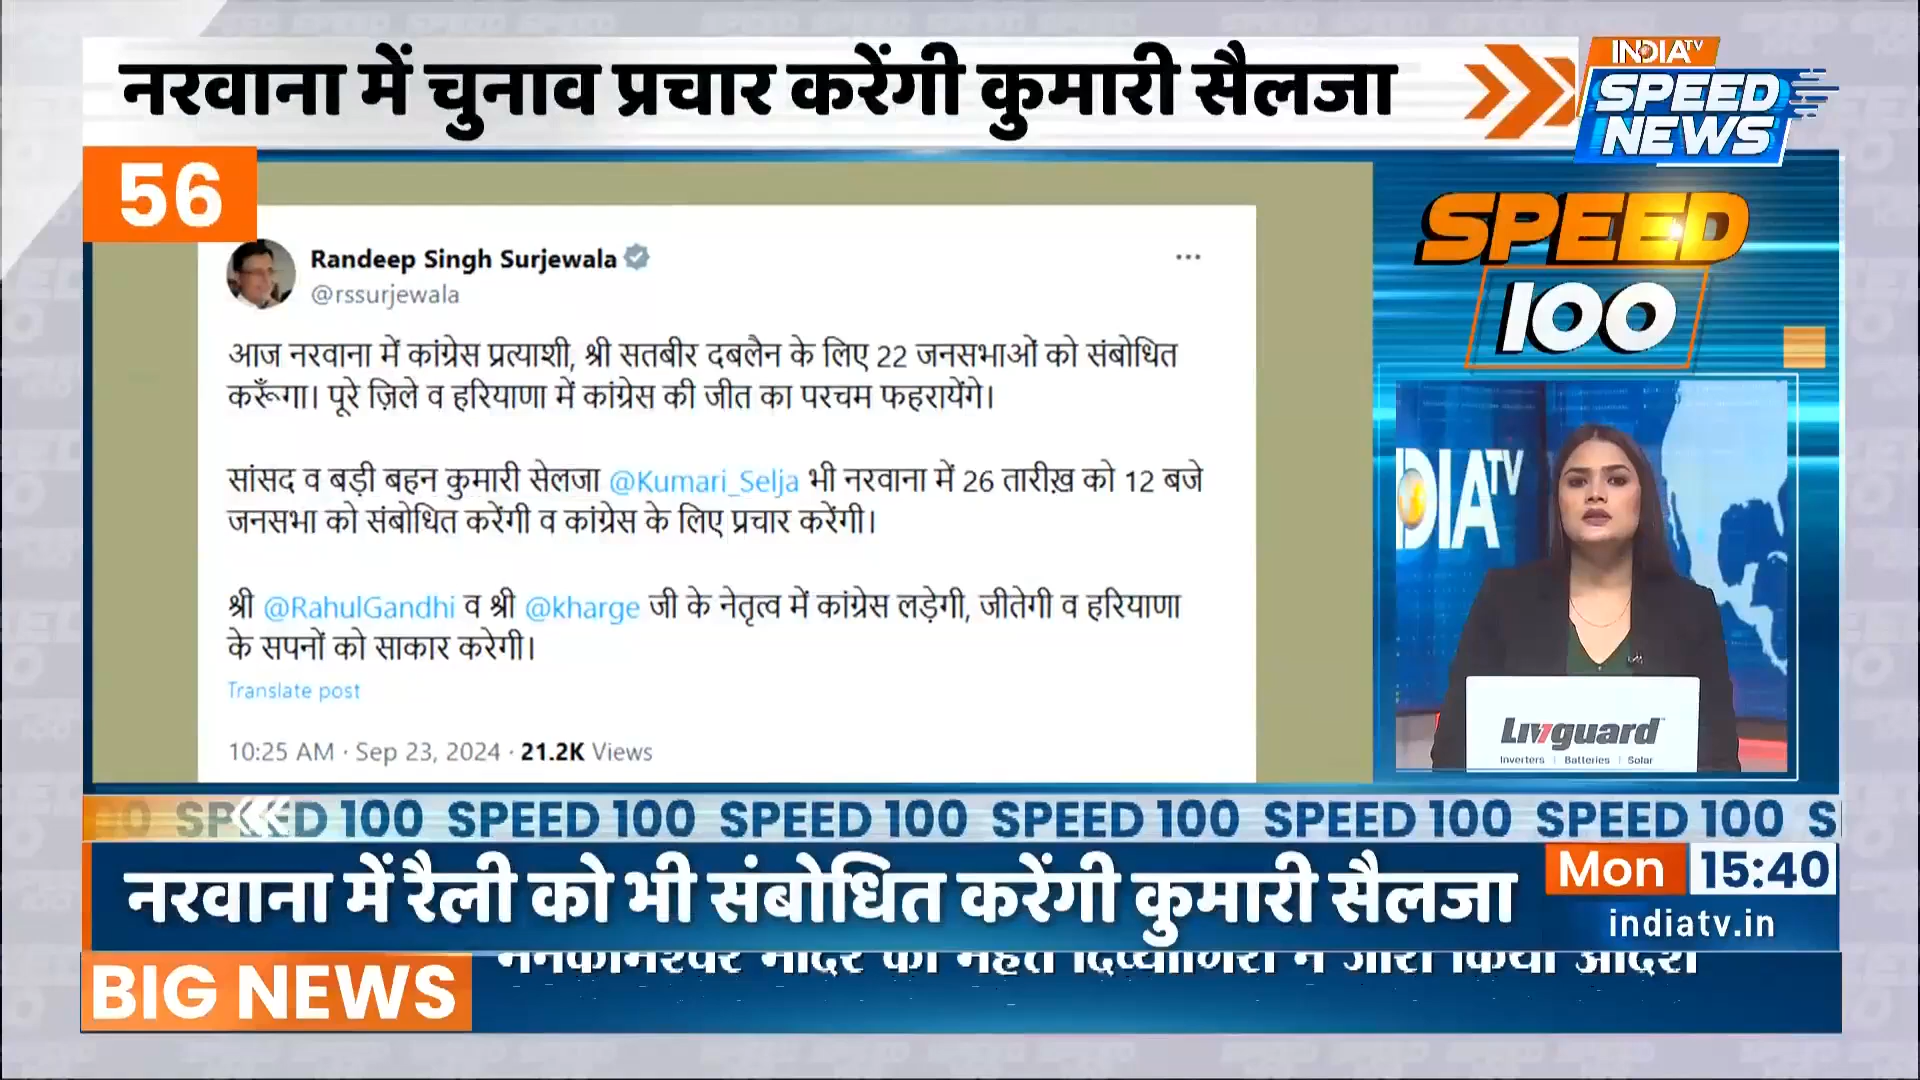 नरवाना में चुनाव प्रचार करेंगी कुमारी सैलजा
INDIA TV
SPEED
NEWS
56
SPEED
100
Randeep Singh Surjewala
@rssurjewala
आज नरवाना में कांग्रेस प्रत्याशी, श्री सतबीर दबलैन के लिए 22 जनसभाओं को संबोधित
करूँगा। पूरे ज़िले व हरियाणा में कांग्रेस की जीत का परचम फहरायेंगे।
सांसद व बड़ी बहन कुमारी सेलजा @Kumari_Selja भी नरवाना में 26 तारीख़ को 12 बजे
जनसभा को संबोधित करेंगी व कांग्रेस के लिए प्रचार करेंगी।
श्री @RahulGandhi व श्री @kharge जी के नेतृत्व में कांग्रेस लड़ेगी, जीतेगी व हरियाणा
के सपनों को साकार करेगी।
Translate post
10:25 AM · Sep 23, 2024 · 21.2K Views
NDIA TV
Livguard
Inverters | Batteries | Solar
00 SPEED 100 SPEED 100 SPEED 100 SPEED 100 SPEED 100 SPEED 100 S
नरवाना में रैली को भी संबोधित करेंगी कुमारी सैलजा
Mon 15:40
indiatv.in
BIG NEWS